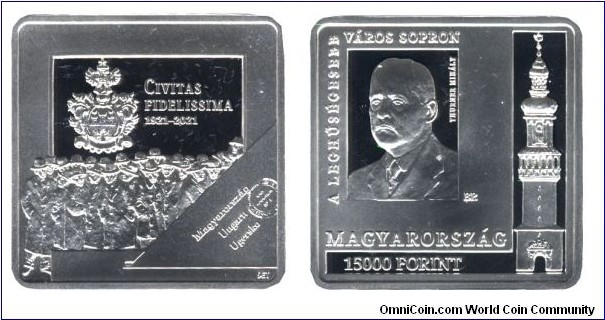 CIVITAS
FIDELISSIMA
1921–2021
Magyarország
Ungarn
Ugarska
A LEGHŰSÉGESEBB VÁROS SOPRON
THURNER MIHÁLY
MAGYARORSZÁG
15000 FORINT
OmniCoin.com World Coin Community